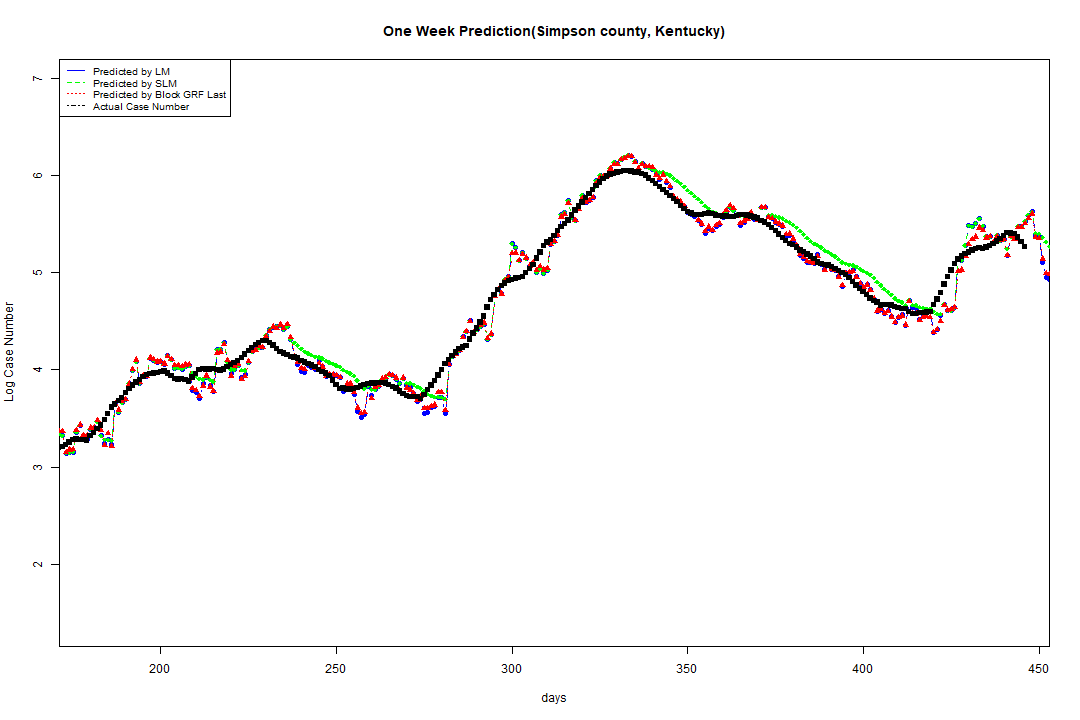 One Week Prediction(Simpson county, Kentucky)
Predicted by LM
Predicted by SLM
Predicted by Block GRF Last
Actual Case Number
7
6
5
4
3
2
Log Case Number
200 250 300 350 400 450
days